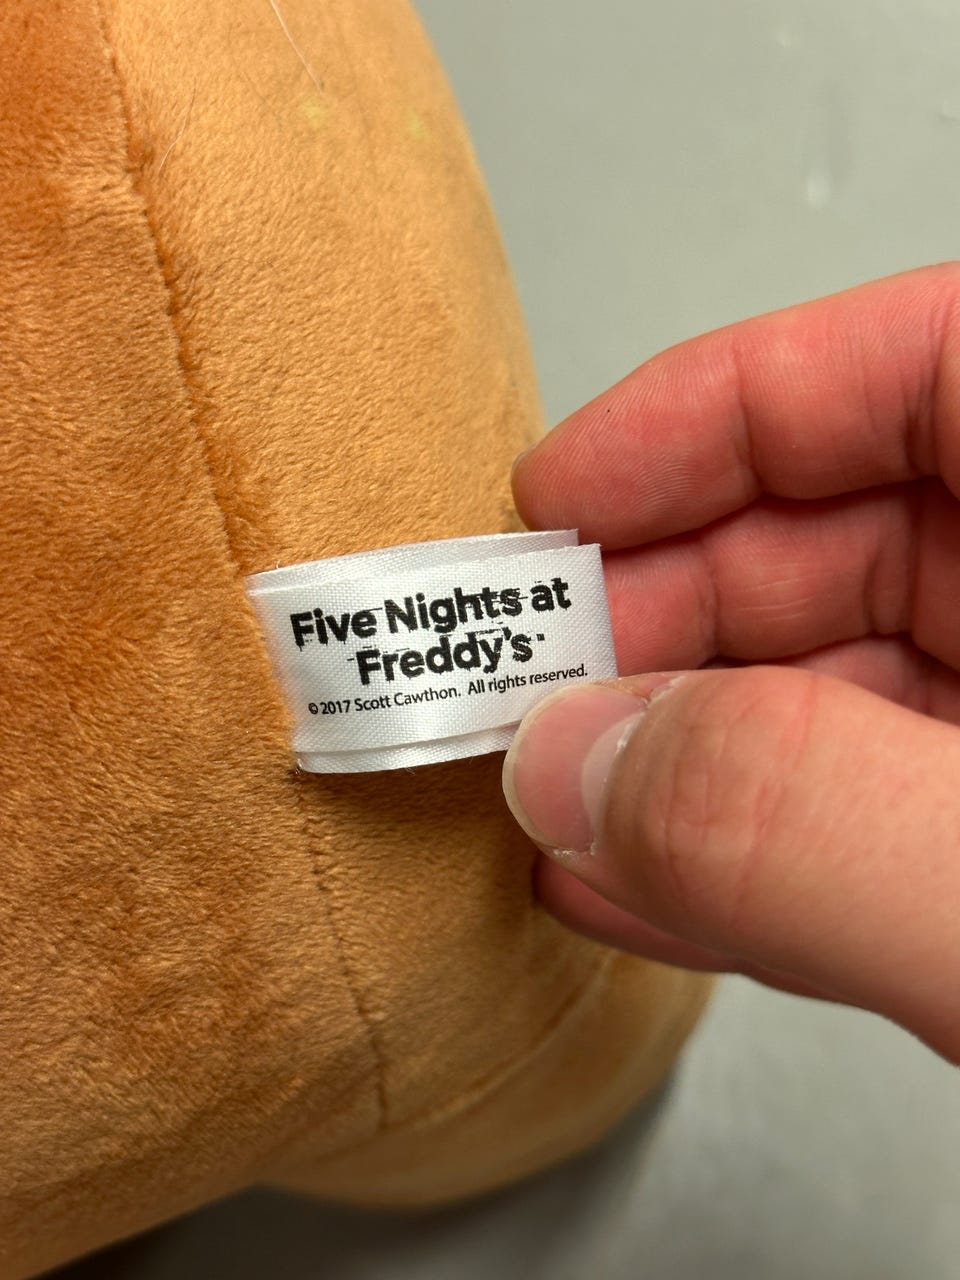 Five Nights at
Freddy's
© 2017 Scott Cawthon. All rights reserved.